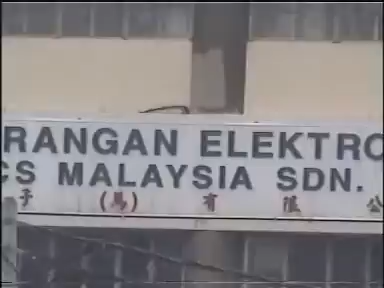 RANGAN ELEKTRO
CS MALAYSIA SDN.
子 (馬) 有 限 公